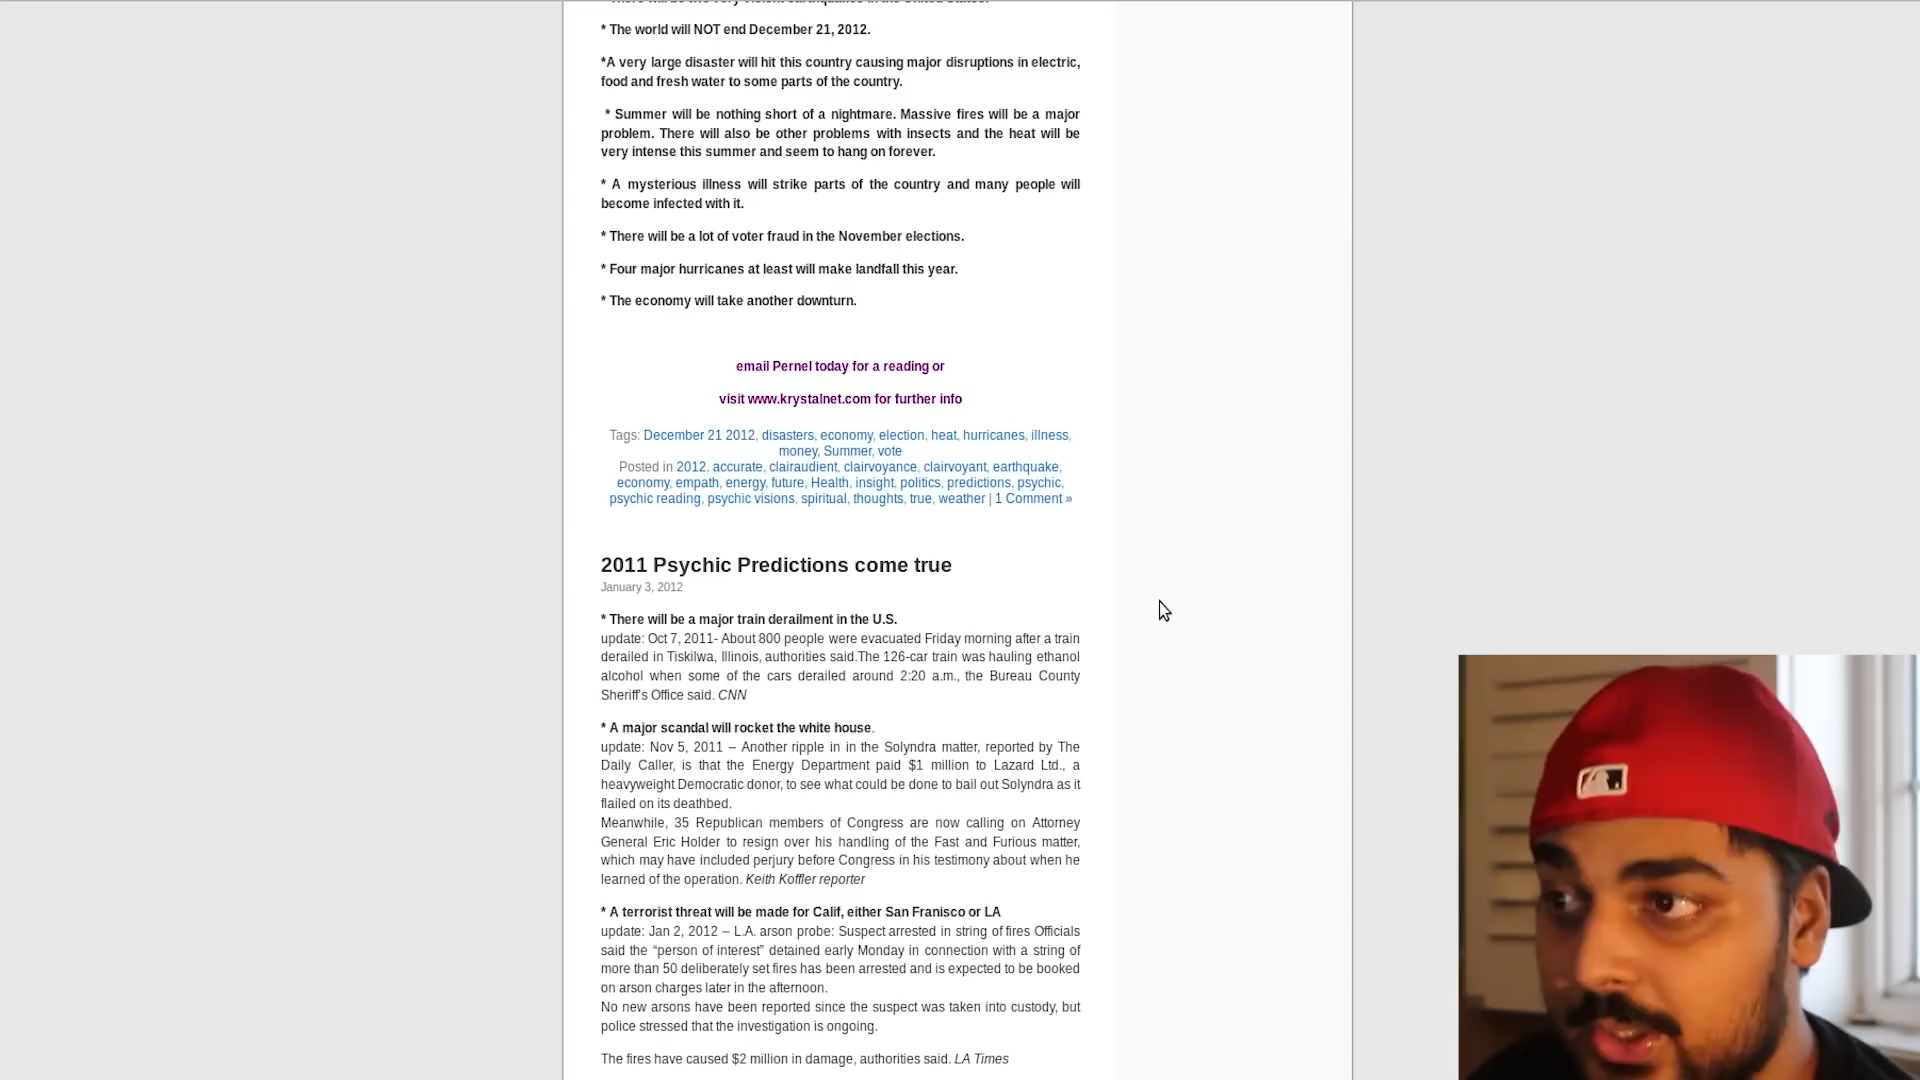 * The world will NOT end December 21, 2012.
*A very large disaster will hit this country causing major disruptions in electric,
food and fresh water to some parts of the country.
* Summer will be nothing short of a nightmare. Massive fires will be a major
problem. There will also be other problems with insects and the heat will be
very intense this summer and seem to hang on forever.
* A mysterious illness will strike parts of the country and many people will
become infected with it.
* There will be a lot of voter fraud in the November elections.
* Four major hurricanes at least will make landfall this year.
* The economy will take another downturn.
email Pernel today for a reading or
visit www.krystalnet.com for further info
Tags: December 21 2012, disasters, economy, election, heat, hurricanes, illness,
money, Summer, vote
Posted in 2012, accurate, clairaudient, clairvoyance, clairvoyant, earthquake,
economy, empath, energy, future, Health, insight, politics, predictions, psychic,
psychic reading, psychic visions, spiritual, thoughts, true, weather | 1 Comment »
2011 Psychic Predictions come true
January 3, 2012
* There will be a major train derailment in the U.S.
update: Oct 7, 2011- About 800 people were evacuated Friday morning after a train
derailed in Tiskilwa, Illinois, authorities said.The 126-car train was hauling ethanol
alcohol when some of the cars derailed around 2:20 a.m., the Bureau County
Sheriff's Office said. CNN
* A major scandal will rocket the white house.
update: Nov 5, 2011 – Another ripple in in the Solyndra matter, reported by The
Daily Caller, is that the Energy Department paid $1 million to Lazard Ltd., a
heavyweight Democratic donor, to see what could be done to bail out Solyndra as it
flailed on its deathbed.
Meanwhile, 35 Republican members of Congress are now calling on Attorney
General Eric Holder to resign over his handling of the Fast and Furious matter,
which may have included perjury before Congress in his testimony about when he
learned of the operation. Keith Koffler reporter
* A terrorist threat will be made for Calif, either San Franisco or LA
update: Jan 2, 2012 – L.A. arson probe: Suspect arrested in string of fires Officials
said the “person of interest” detained early Monday in connection with a string of
more than 50 deliberately set fires has been arrested and is expected to be booked
on arson charges later in the afternoon.
No new arsons have been reported since the suspect was taken into custody, but
police stressed that the investigation is ongoing.
The fires have caused $2 million in damage, authorities said. LA Times